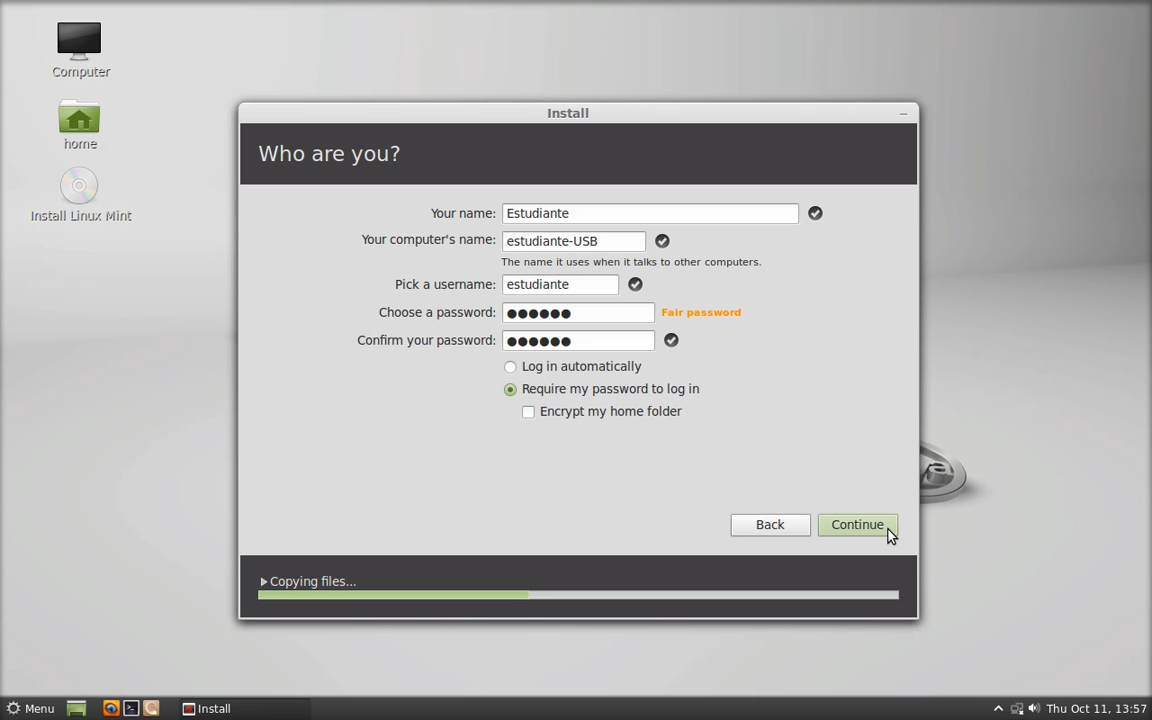 Computer
home
Install Linux Mint
Install
Who are you?
Your name: Estudiante
Your computer's name: estudiante-USB
The name it uses when it talks to other computers.
Pick a username: estudiante
Choose a password: ●●●●●● Fair password
Confirm your password: ●●●●●●
Log in automatically
Require my password to log in
Encrypt my home folder
Back Continue
Copying files...
Menu Install Thu Oct 11, 13:57